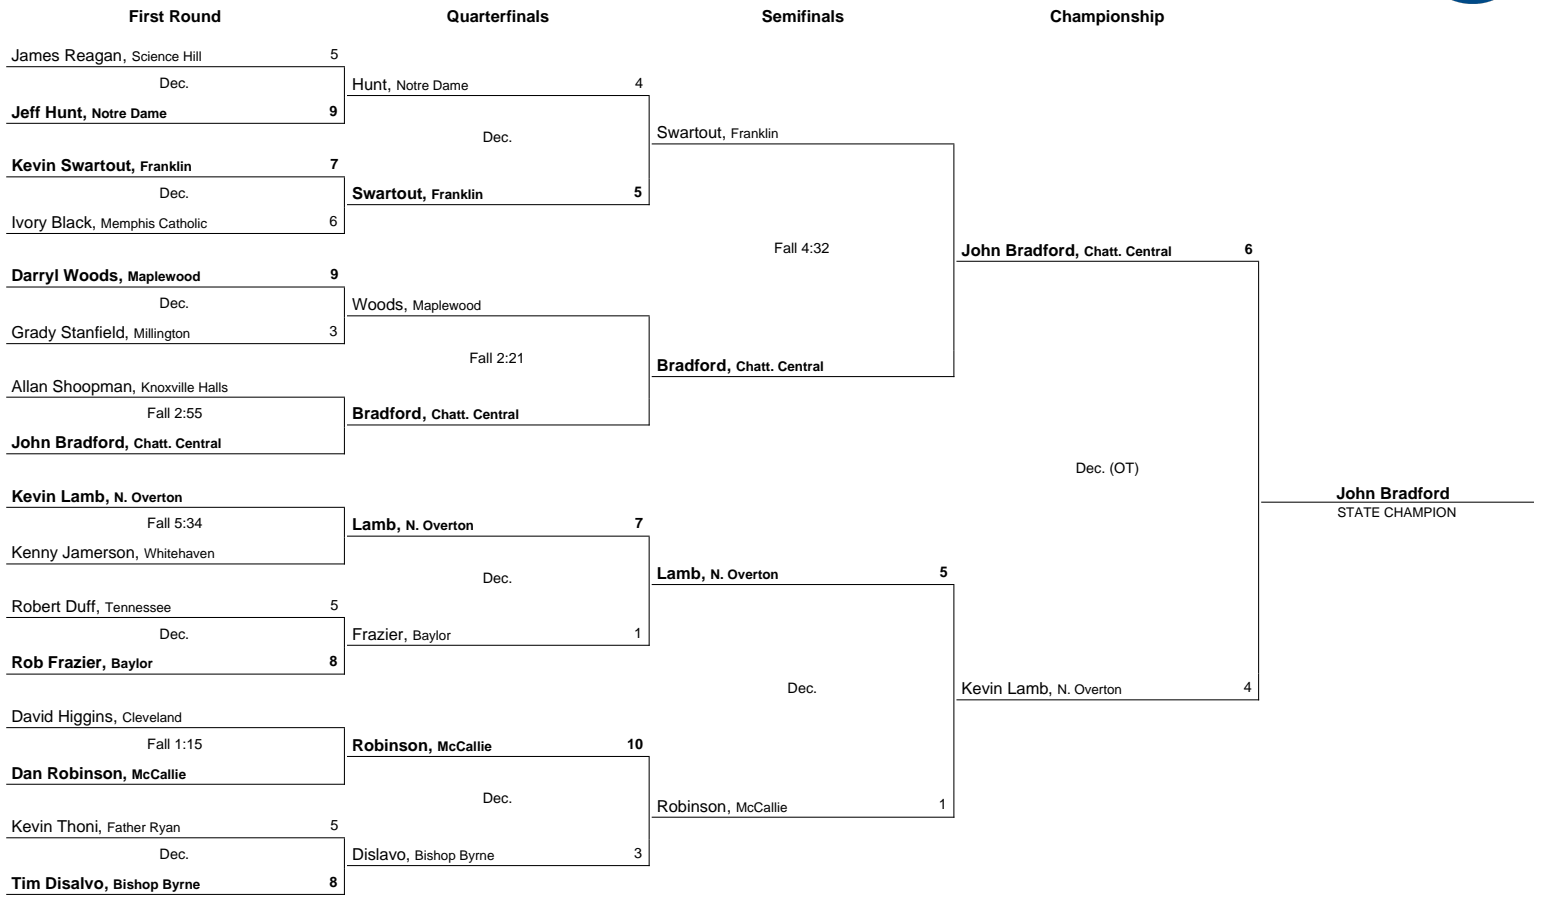 First Round
Quarterfinals
Semifinals
Championship
James Reagan, Science Hill 5
Dec.
Jeff Hunt, Notre Dame 9
Kevin Swartout, Franklin 7
Dec.
Ivory Black, Memphis Catholic 6
Darryl Woods, Maplewood 9
Dec.
Grady Stanfield, Millington 3
Allan Shoopman, Knoxville Halls
Fall 2:55
John Bradford, Chatt. Central
Kevin Lamb, N. Overton
Fall 5:34
Kenny Jamerson, Whitehaven
Robert Duff, Tennessee 5
Dec.
Rob Frazier, Baylor 8
David Higgins, Cleveland
Fall 1:15
Dan Robinson, McCallie
Kevin Thoni, Father Ryan 5
Dec.
Tim Disalvo, Bishop Byrne 8
Hunt, Notre Dame 4
Dec.
Swartout, Franklin 5
Woods, Maplewood
Fall 2:21
Bradford, Chatt. Central
Lamb, N. Overton 7
Dec.
Frazier, Baylor 1
Robinson, McCallie 10
Dec.
Dislavo, Bishop Byrne 3
Swartout, Franklin
Fall 4:32
Bradford, Chatt. Central
Lamb, N. Overton 5
Dec.
Robinson, McCallie 1
John Bradford, Chatt. Central 6
Dec. (OT)
Kevin Lamb, N. Overton 4
John Bradford
STATE CHAMPION